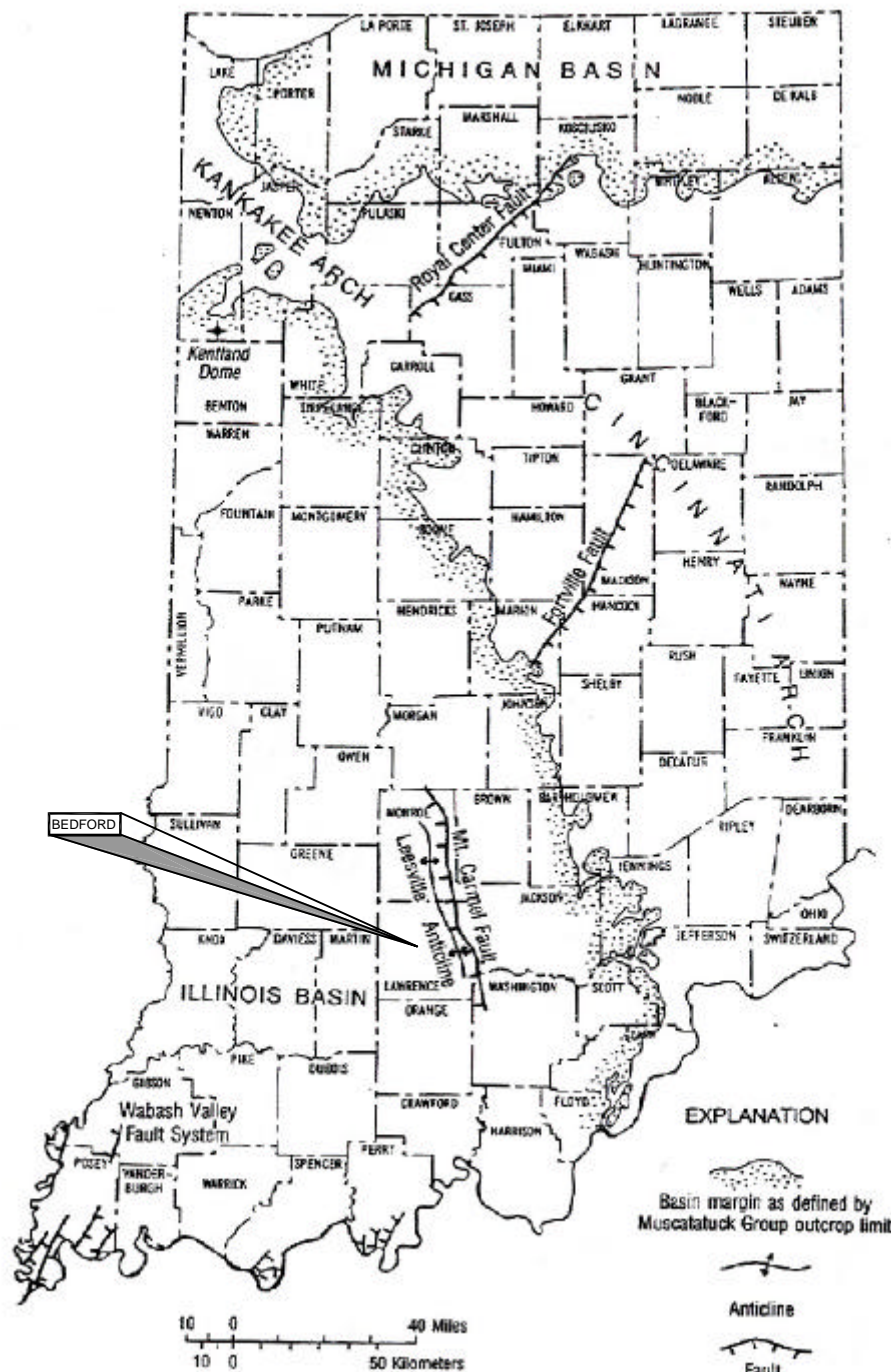 LA PORTE
ST. JOSEPH
ELKHART
LAGRANGE
STEUBEN
LAKE
PORTER
MICHIGAN BASIN
NOBLE
DE KALB
STARKE
MARSHALL
KOSCIUSKO
KANKAKEE ARCH
JASPER
WHITLEY
ALLEN
NEWTON
PULASKI
Royal Center Fault
FULTON
WABASH
MIAMI
HUNTINGTON
CASS
WELLS
ADAMS
Kentland
Dome
CARROLL
WHITE
GRANT
BENTON
HOWARD
BLACK-
FORD
JAY
WARREN
CLINTON
TIPTON
CINCINNATI ARCH
DELAWARE
RANDOLPH
FOUNTAIN
MONTGOMERY
BOONE
HAMILTON
Fortville Fault
MADISON
HENRY
WAYNE
VERMILLION
PARKE
HENDRICKS
MARION
HANCOCK
PUTNAM
RUSH
FAYETTE
UNION
SHELBY
VIGO
CLAY
MORGAN
JOHNSON
FRANKLIN
OWEN
DECATUR
BROWN
BARTHOLOMEW
DEARBORN
BEDFORD
SULLIVAN
MONROE
RIPLEY
GREENE
Leesville Anticline
Mt. Carmel Fault
JENNINGS
JACKSON
OHIO
KNOX
DAVIESS
MARTIN
JEFFERSON
SWITZERLAND
LAWRENCE
WASHINGTON
SCOTT
ILLINOIS BASIN
ORANGE
CLARK
PIKE
DUBOIS
GIBSON
CRAWFORD
FLOYD
Wabash Valley
Fault System
HARRISON
EXPLANATION
POSEY
VANDER-
BURGH
WARRICK
SPENCER
PERRY
Basin margin as defined by
Muscatatuck Group outcrop limit
Anticline
10 0 40 Miles
10 0 50 Kilometers
Fault